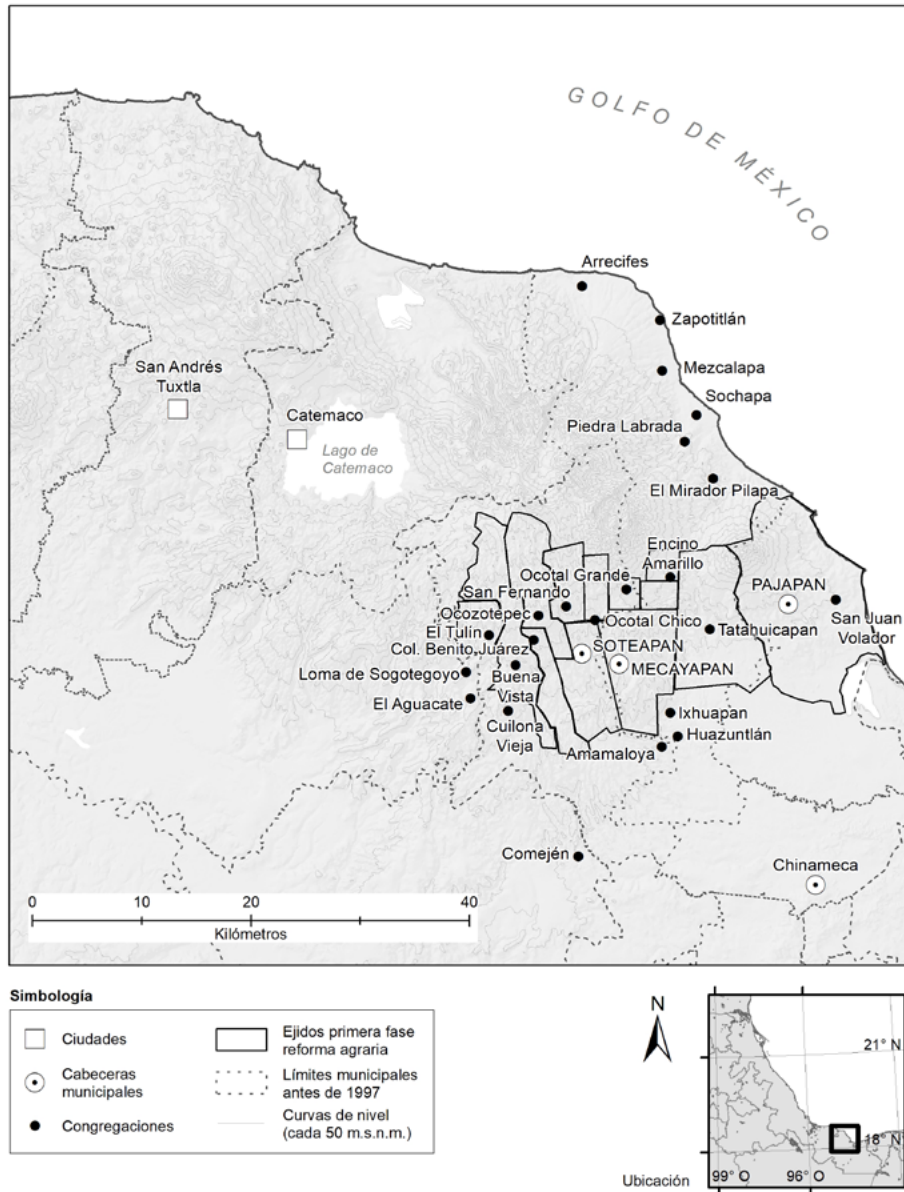 GOLFO DE MÉXICO
Arrecifes
Zapotitlán
Mezcalapa
San Andrés
Tuxtla
Sochapa
Catemaco
Piedra Labrada
Lago de
Catemaco
El Mirador Pilapa
Encino
Amarillo
Ocotal Grande
PAJAPAN
San Fernando
Ocozotepec
Ocotal Chico
San Juan
Volador
El Tulín
Tatahuicapan
Col. Benito Juárez
SOTEAPAN
MECAYAPAN
Loma de Sogotegoyo
Buena
Vista
El Aguacate
Ixhuapan
Cuilona
Vieja
Huazuntlán
Amamaloya
Comején
Chinameca
0 10 20 40
Kilómetros
Simbología
Ciudades
Cabeceras
municipales
Congregaciones
Ejidos primera fase
reforma agraria
Límites municipales
antes de 1997
Curvas de nivel
(cada 50 m.s.n.m.)
N
21° N
18° N
99° O
96° O
Ubicación